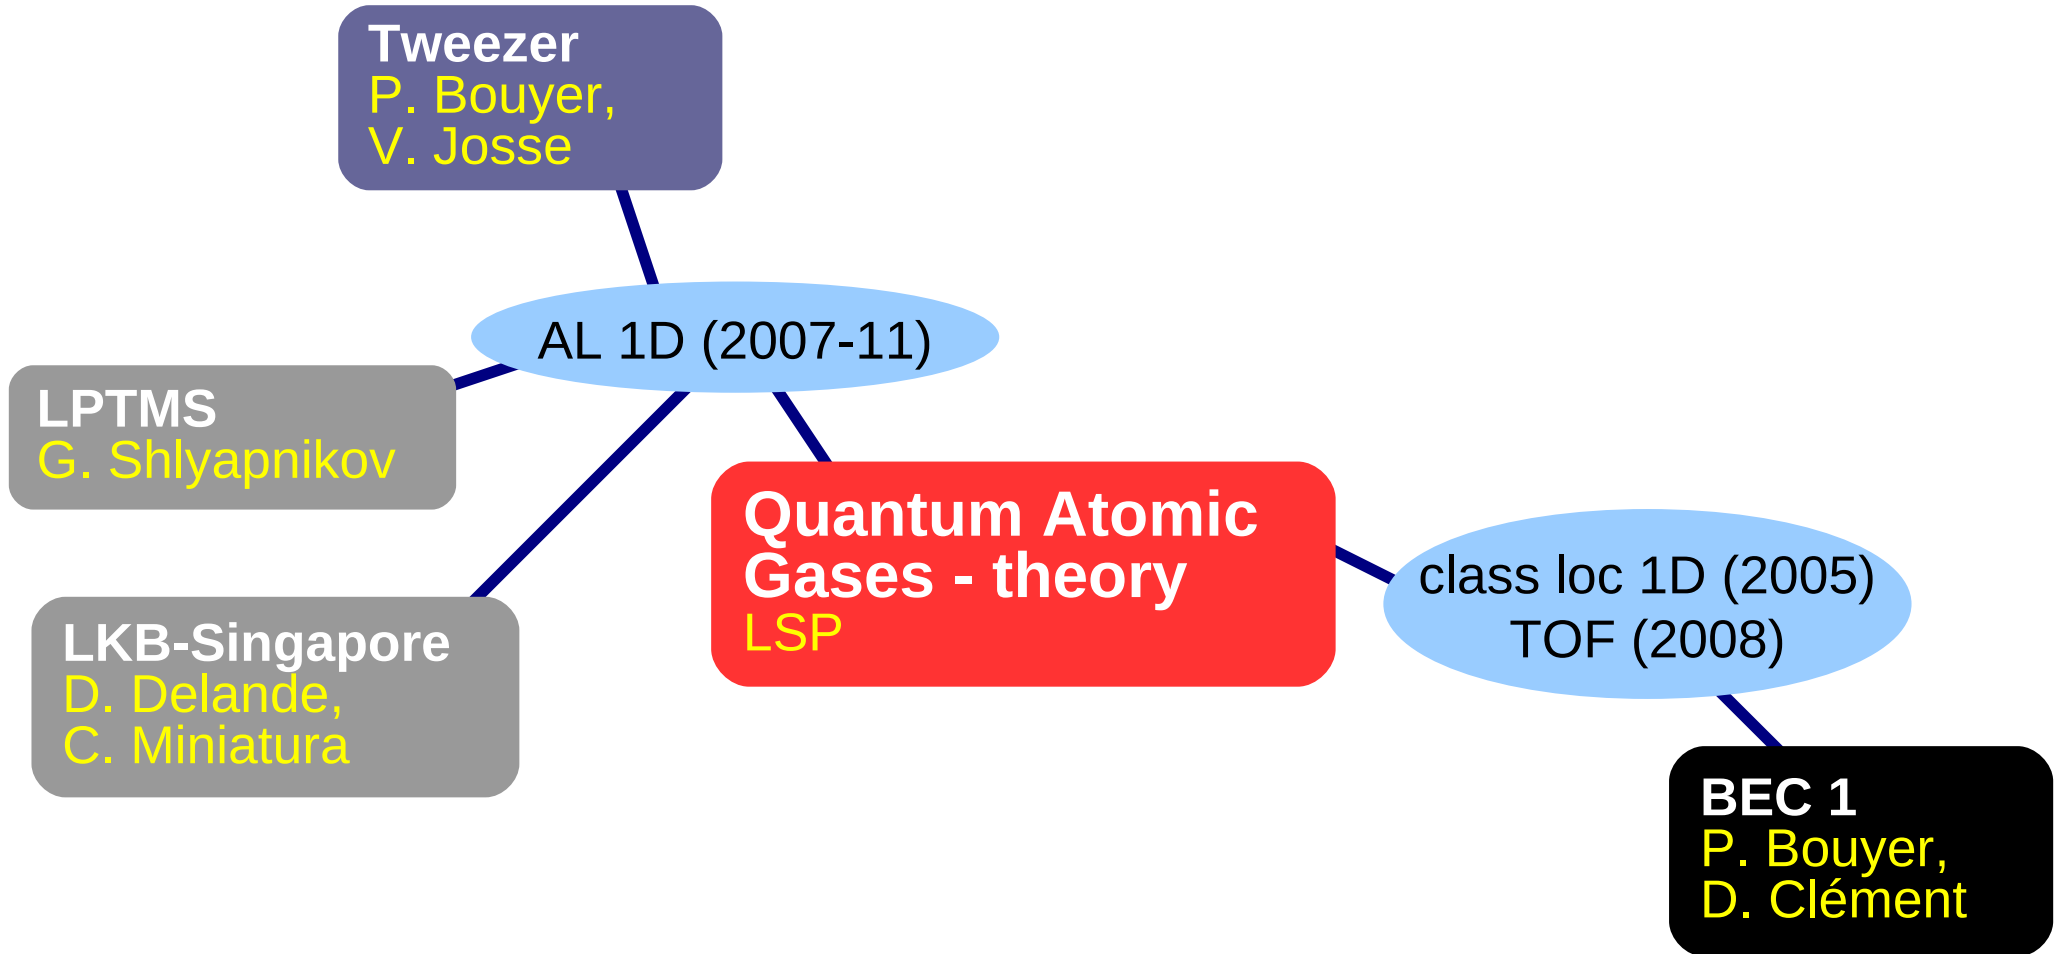 Tweezer
P. Bouyer,
V. Josse
AL 1D (2007-11)
LPTMS
G. Shlyapnikov
Quantum Atomic
Gases - theory
LSP
class loc 1D (2005)
TOF (2008)
LKB-Singapore
D. Delande,
C. Miniatura
BEC 1
P. Bouyer,
D. Clément